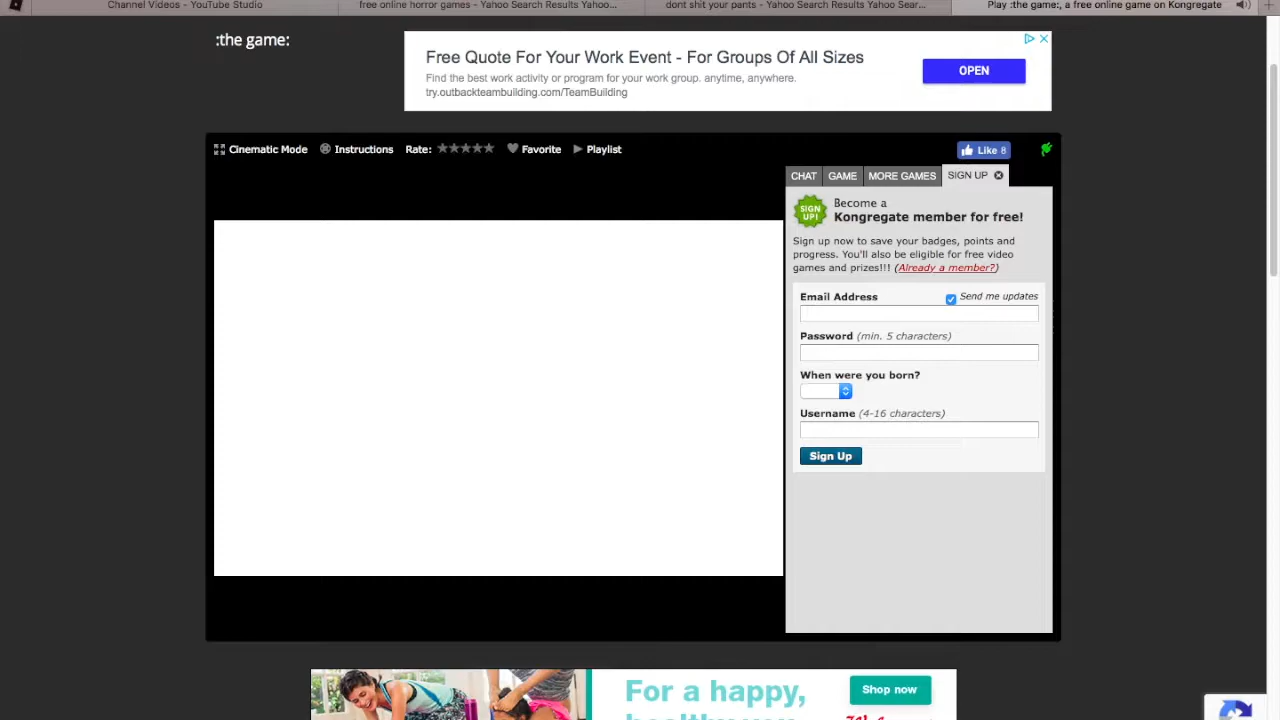 Channel Videos - YouTube Studio
free online horror games - Yahoo Search Results Yahoo...
dont shit your pants - Yahoo Search Results Yahoo Sear...
Play :the game:, a free online game on Kongregate
:the game:
Free Quote For Your Work Event - For Groups Of All Sizes
Find the best work activity or program for your work group. anytime, anywhere.
try.outbackteambuilding.com/TeamBuilding
OPEN
Cinematic Mode
Instructions
Rate:
Favorite
Playlist
Like 8
CHAT
GAME
MORE GAMES
SIGN UP
SIGN
UP!
Become a
Kongregate member for free!
Sign up now to save your badges, points and
progress. You'll also be eligible for free video
games and prizes!!! (Already a member?)
Email Address
Send me updates
Password (min. 5 characters)
When were you born?
Username (4-16 characters)
Sign Up
For a happy,
Shop now